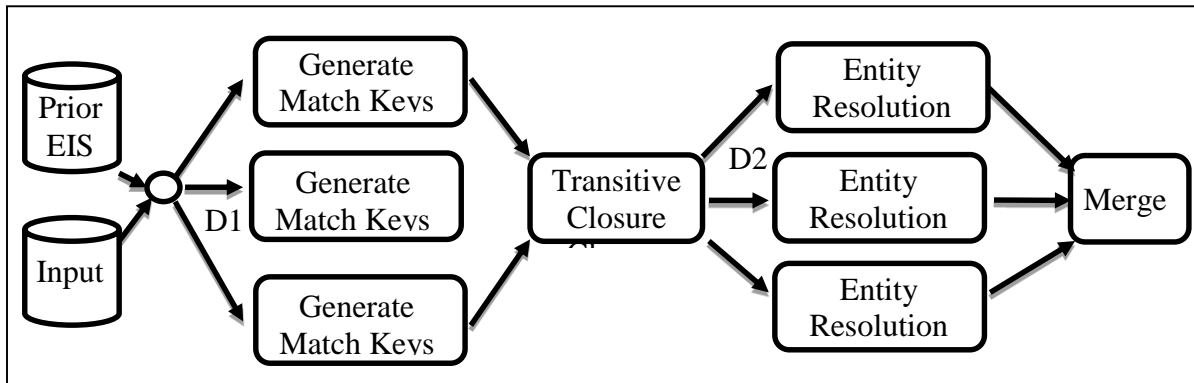 Prior
EIS
Input
D1
Generate
Match Keys
Generate
Match Keys
Generate
Match Keys
Transitive
Closure
D2
Entity
Resolution
Entity
Resolution
Entity
Resolution
Merge